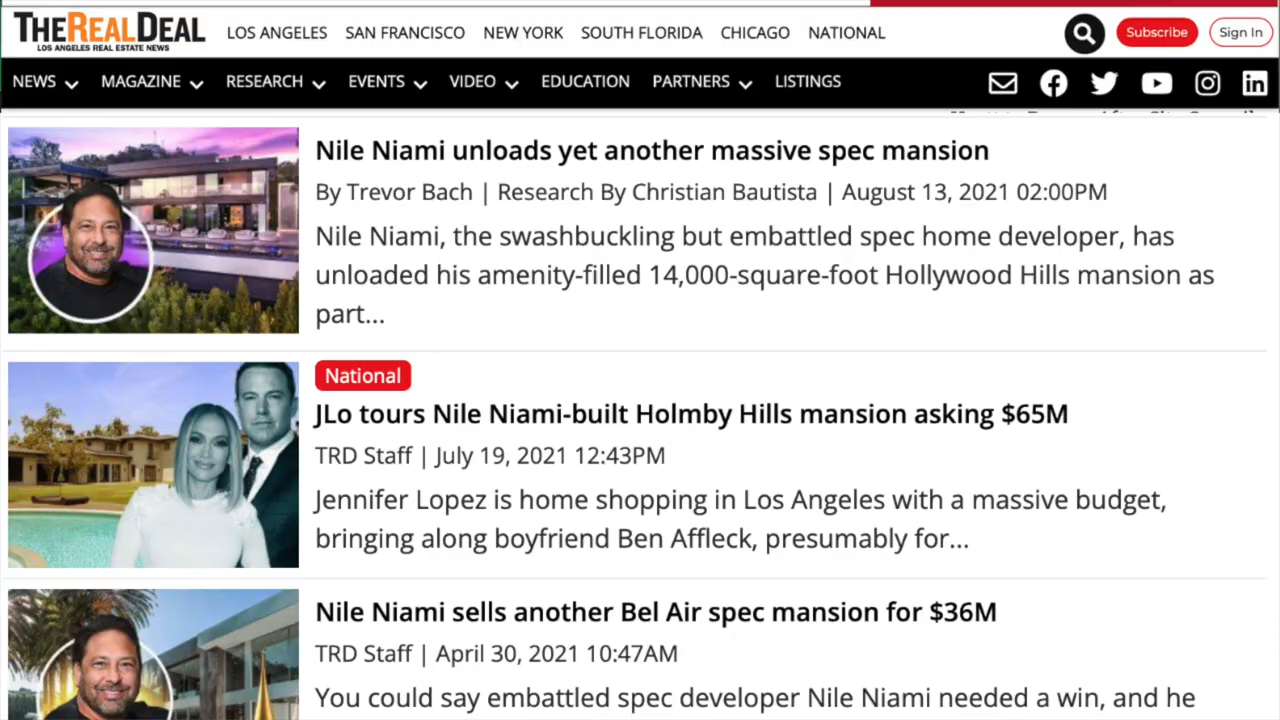 THEREALDEAL
LOS ANGELES REAL ESTATE NEWS
LOS ANGELES SAN FRANCISCO NEW YORK SOUTH FLORIDA CHICAGO NATIONAL
Subscribe
Sign In
NEWS MAGAZINE RESEARCH EVENTS VIDEO EDUCATION PARTNERS LISTINGS
Nile Niami unloads yet another massive spec mansion
By Trevor Bach | Research By Christian Bautista | August 13, 2021 02:00PM
Nile Niami, the swashbuckling but embattled spec home developer, has
unloaded his amenity-filled 14,000-square-foot Hollywood Hills mansion as
part...
National
JLo tours Nile Niami-built Holmby Hills mansion asking $65M
TRD Staff | July 19, 2021 12:43PM
Jennifer Lopez is home shopping in Los Angeles with a massive budget,
bringing along boyfriend Ben Affleck, presumably for...
Nile Niami sells another Bel Air spec mansion for $36M
TRD Staff | April 30, 2021 10:47AM
You could say embattled spec developer Nile Niami needed a win, and he